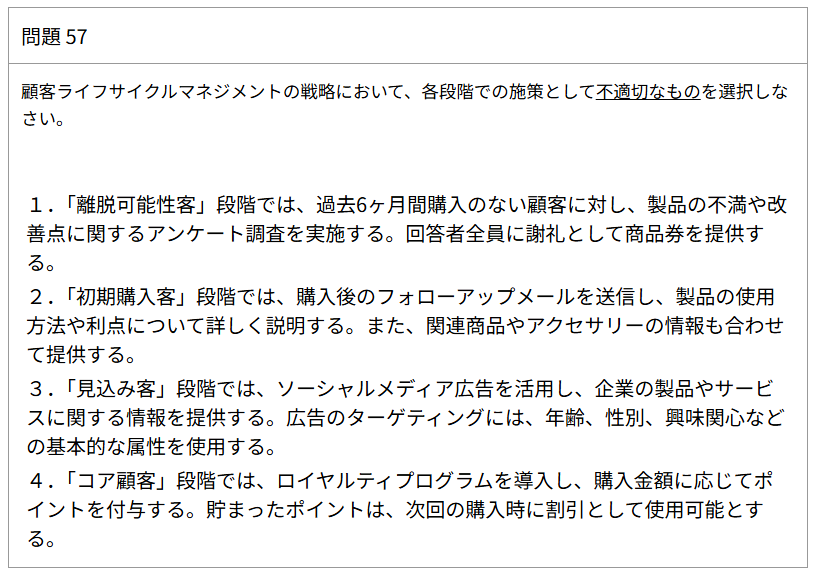 問題 57
顧客ライフサイクルマネジメントの戦略において、各段階での施策として不適切なものを選択しな
さい。
１．「離脱可能性客」段階では、過去6ヶ月間購入のない顧客に対し、製品の不満や改
善点に関するアンケート調査を実施する。回答者全員に謝礼として商品券を提供す
る。
２．「初期購入客」段階では、購入後のフォローアップメールを送信し、製品の使用
方法や利点について詳しく説明する。また、関連商品やアクセサリーの情報も合わせ
て提供する。
３．「見込み客」段階では、ソーシャルメディア広告を活用し、企業の製品やサービ
スに関する情報を提供する。広告のターゲティングには、年齢、性別、興味関心など
の基本的な属性を使用する。
４．「コア顧客」段階では、ロイヤルティプログラムを導入し、購入金額に応じてポ
イントを付与する。貯まったポイントは、次回の購入時に割引として使用可能とす
る。